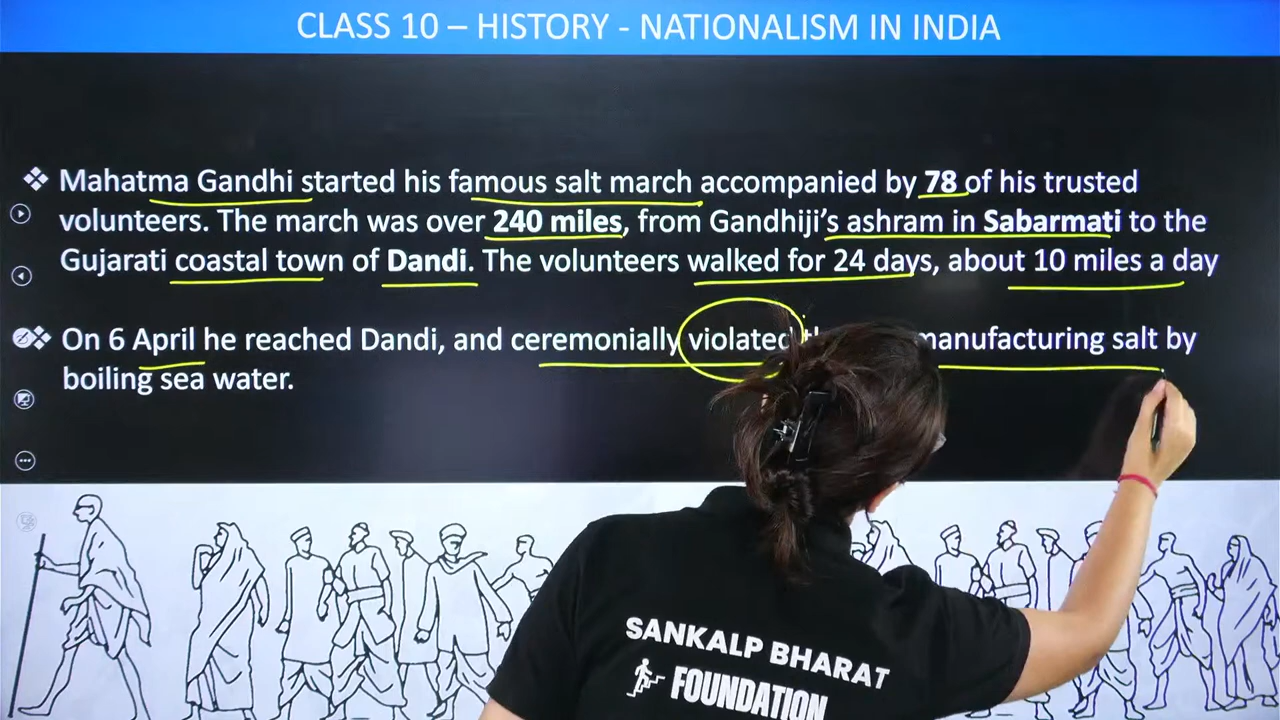 CLASS 10 – HISTORY - NATIONALISM IN INDIA
❖ Mahatma Gandhi started his famous salt march accompanied by 78 of his trusted
volunteers. The march was over 240 miles, from Gandhiji’s ashram in Sabarmati to the
Gujarati coastal town of Dandi. The volunteers walked for 24 days, about 10 miles a day
❖ On 6 April he reached Dandi, and ceremonially violated manufacturing salt by
boiling sea water.
SANKALP BHARAT
FOUNDATION